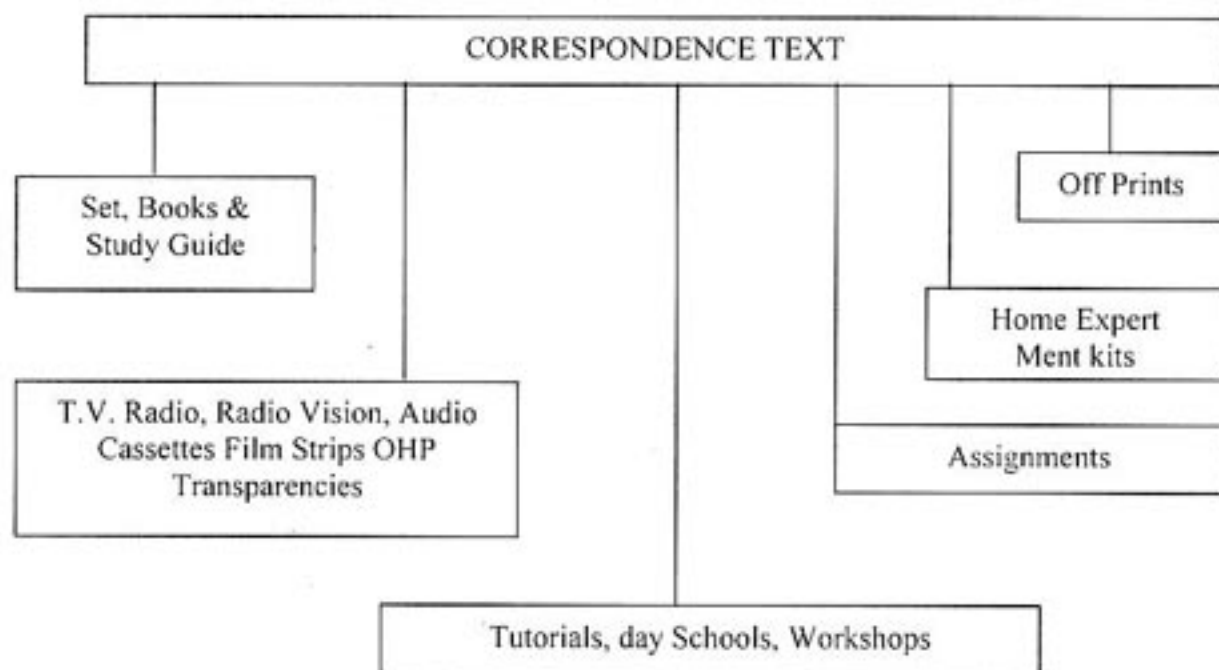 CORRESPONDENCE TEXT
Set, Books &
Study Guide
Off Prints
Home Expert
Ment kits
T.V. Radio, Radio Vision, Audio
Cassettes Film Strips OHP
Transparencies
Assignments
Tutorials, day Schools, Workshops